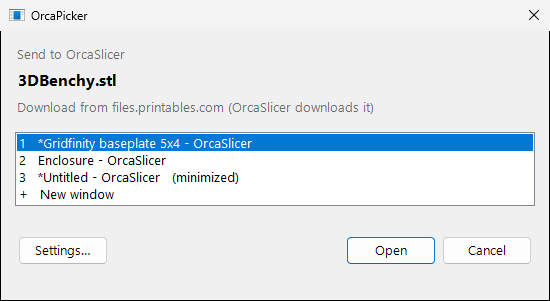 OrcaPicker
Send to OrcaSlicer
3DBenchy.stl
Download from files.printables.com (OrcaSlicer downloads it)
1 *Gridfinity baseplate 5x4 - OrcaSlicer
2 Enclosure - OrcaSlicer
3 *Untitled - OrcaSlicer (minimized)
+ New window
Settings... Open Cancel